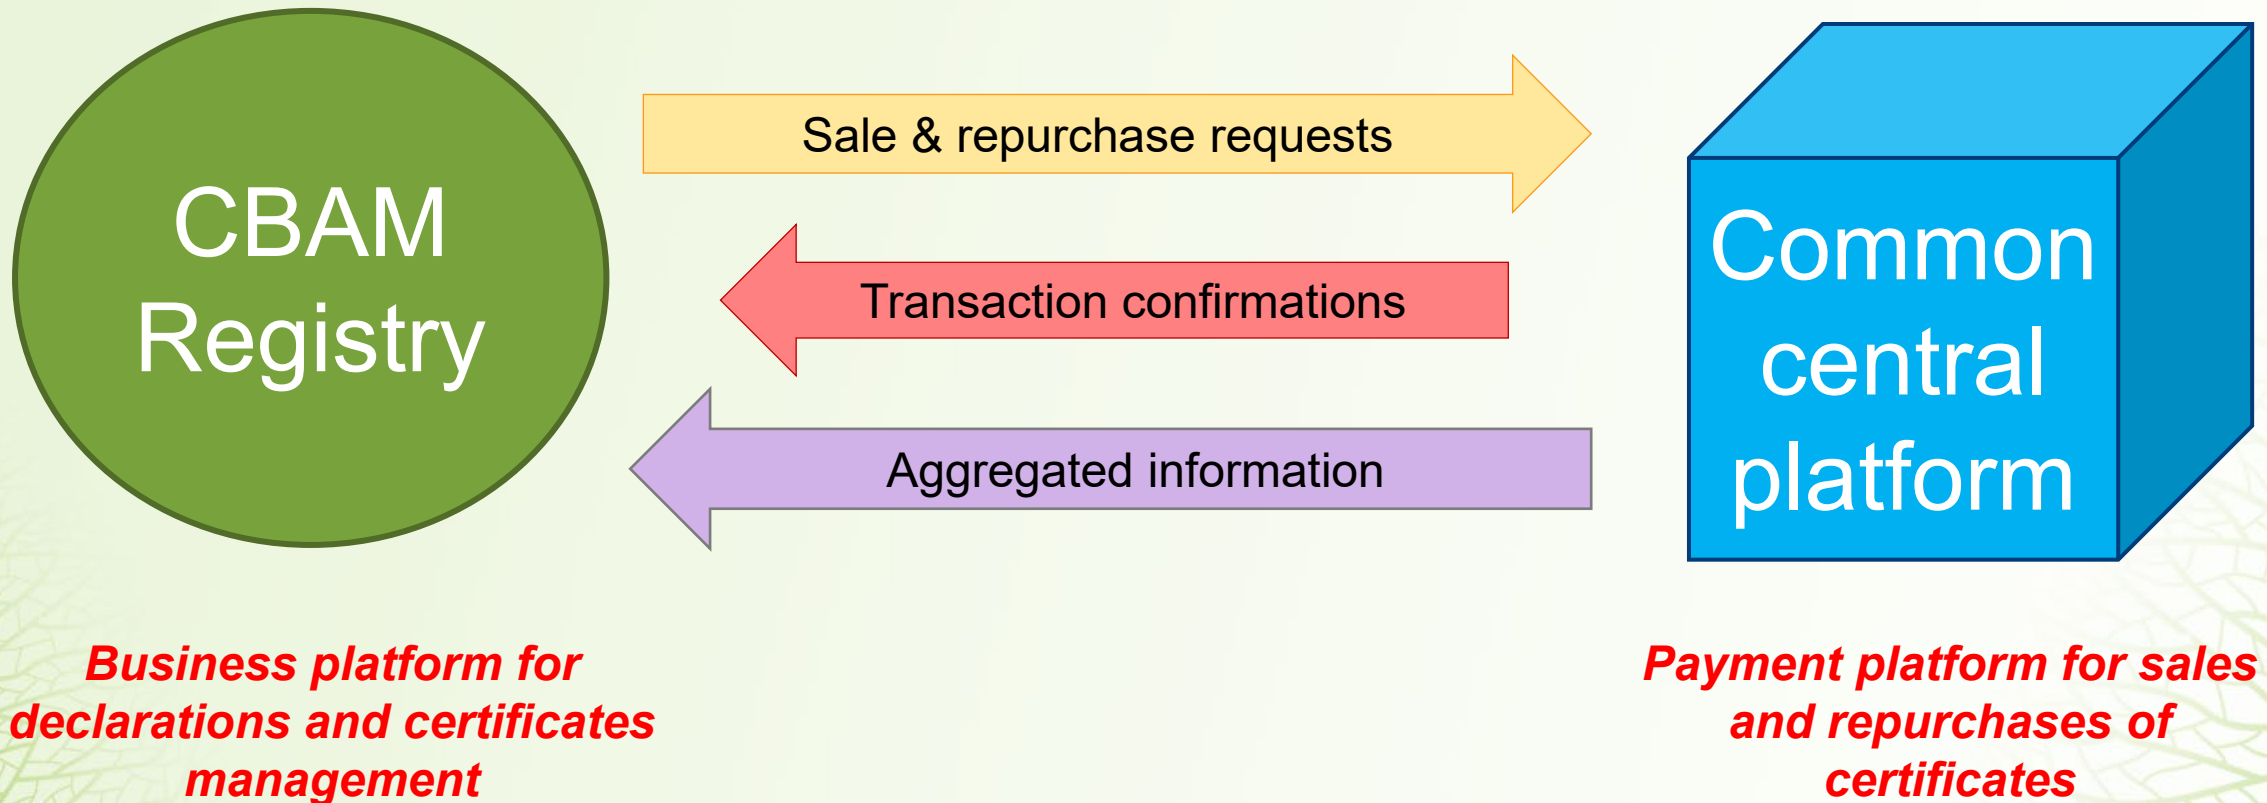 CBAM
Registry
Sale & repurchase requests
Transaction confirmations
Aggregated information
Common
central
platform
Business platform for
declarations and certificates
management
Payment platform for sales
and repurchases of
certificates